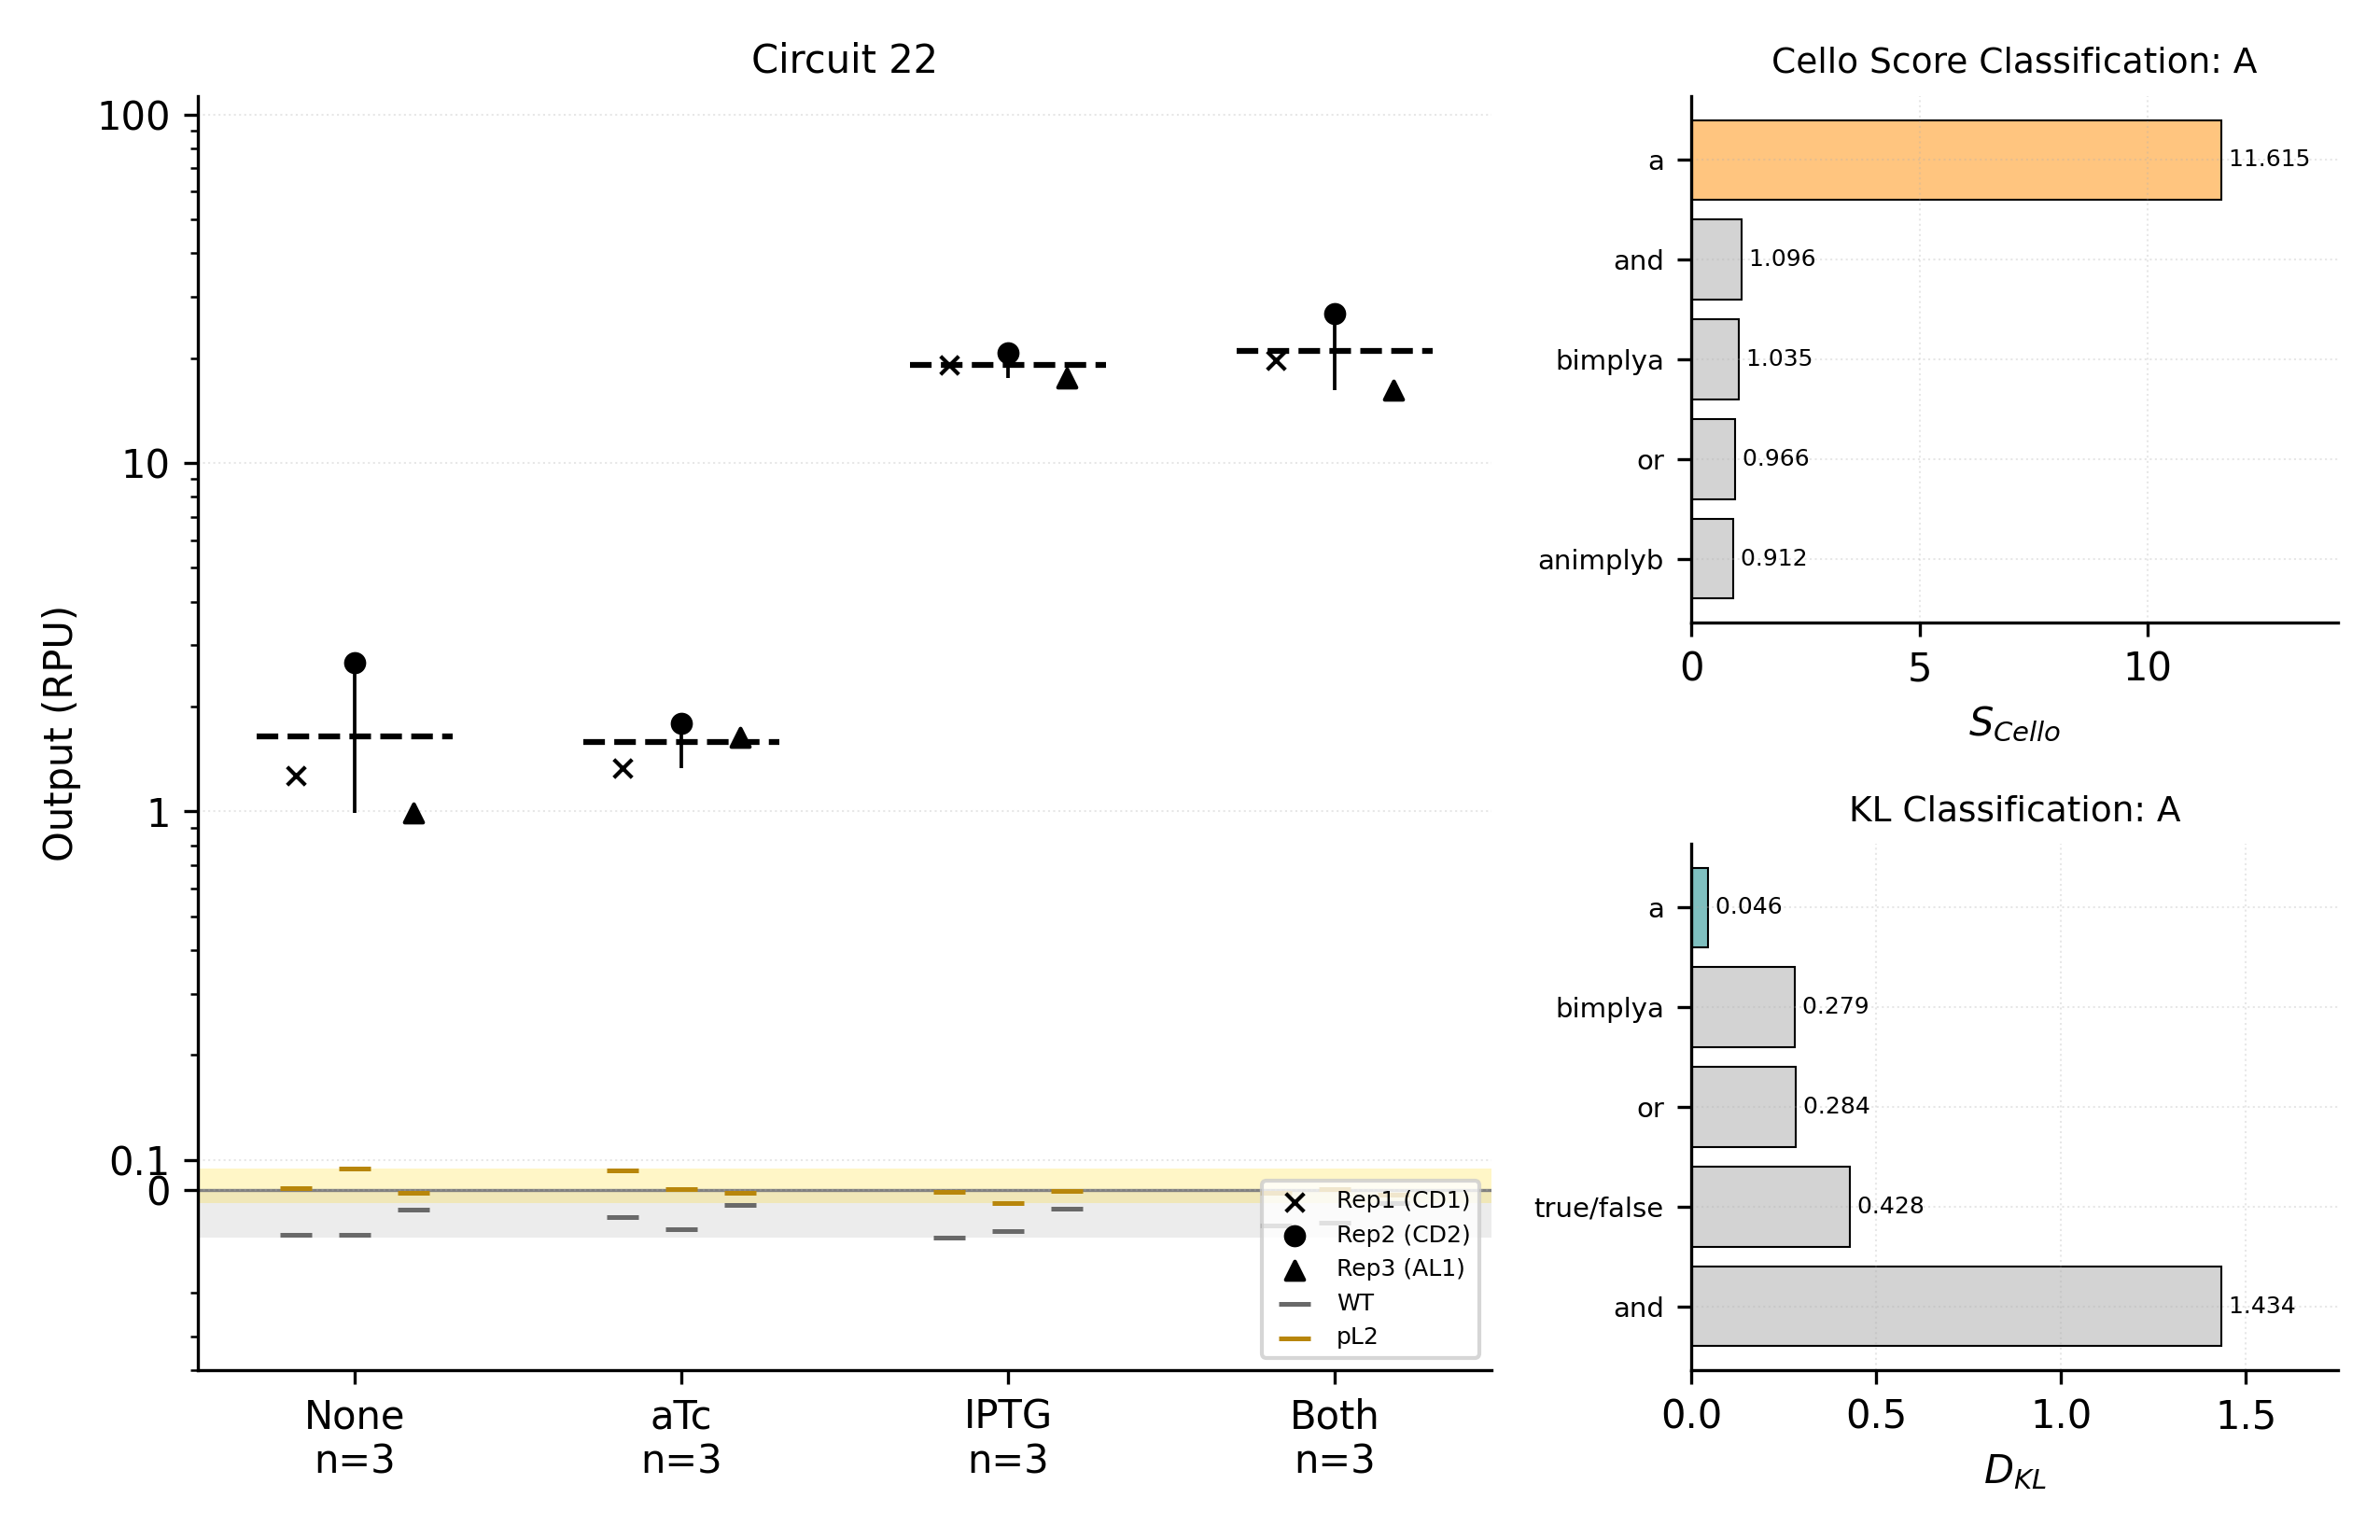 Circuit 22
Output (RPU)
100
10
1
0.1
0
None
n=3
aTc
n=3
IPTG
n=3
Both
n=3
Rep1 (CD1)
Rep2 (CD2)
Rep3 (AL1)
WT
pL2
Cello Score Classification: A
a
11.615
and
1.096
bimplya
1.035
or
0.966
animplyb
0.912
0
5
10
S_Cello
KL Classification: A
a
0.046
bimplya
0.279
or
0.284
true/false
0.428
and
1.434
0.0
0.5
1.0
1.5
D_KL